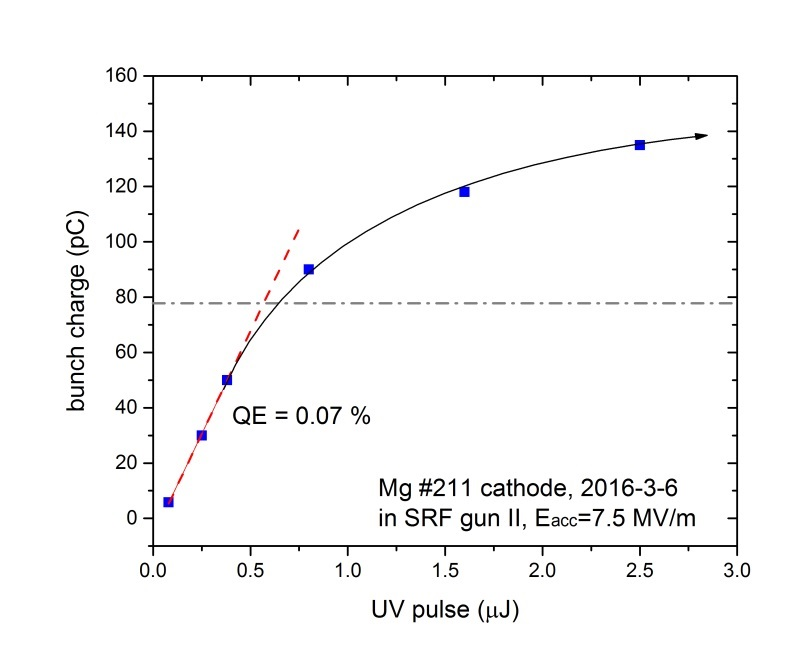 160
140
120
100
80
60
40
20
0
bunch charge (pC)
QE = 0.07 %
Mg #211 cathode, 2016-3-6
in SRF gun II, Eacc=7.5 MV/m
0.0 0.5 1.0 1.5 2.0 2.5 3.0
UV pulse (μJ)